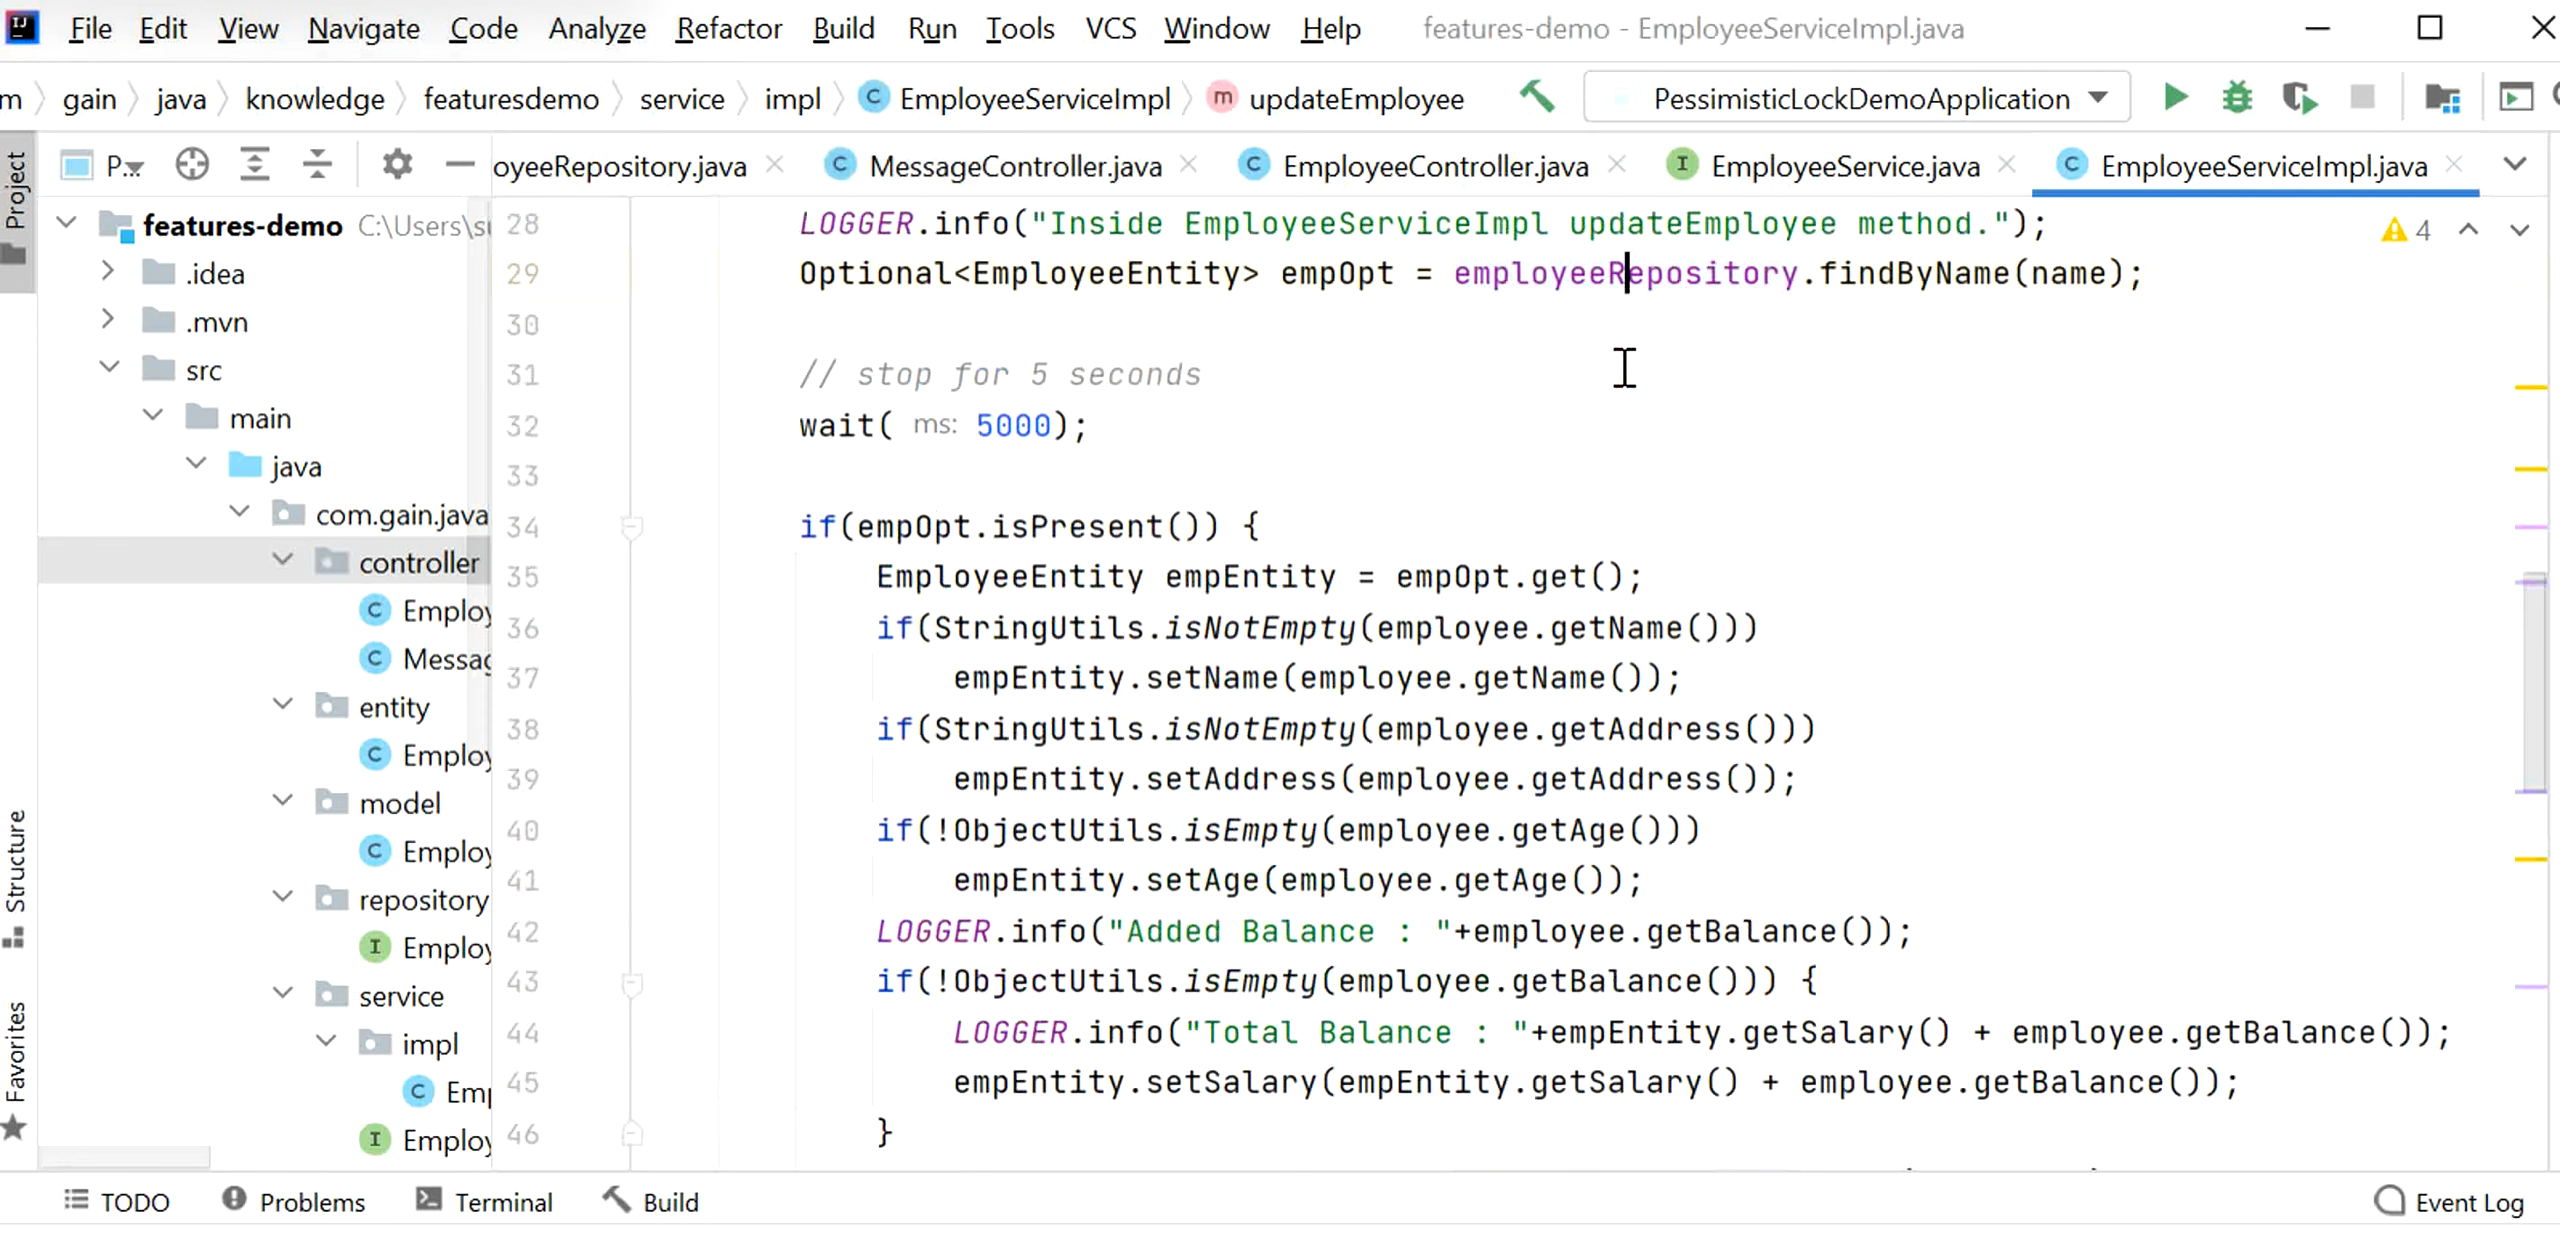 File Edit View Navigate Code Analyze Refactor Build Run Tools VCS Window Help features-demo - EmployeeServiceImpl.java
m gain java knowledge featuresdemo service impl EmployeeServiceImpl updateEmployee PessimisticLockDemoApplication
P... oyeeRepository.java MessageController.java EmployeeController.java EmployeeService.java EmployeeServiceImpl.java
Project
Structure
Favorites
features-demo C:\Users\su
.idea
.mvn
src
main
java
com.gain.java
controller
Employ
Messag
entity
Employ
model
Employ
repository
Employ
service
impl
Emp
Employ
4
28 LOGGER.info("Inside EmployeeServiceImpl updateEmployee method.");
29 Optional<EmployeeEntity> empOpt = employeeRepository.findByName(name);
30
31 // stop for 5 seconds
32 wait( ms: 5000);
33
34 if(empOpt.isPresent()) {
35 EmployeeEntity empEntity = empOpt.get();
36 if(StringUtils.isNotEmpty(employee.getName()))
37 empEntity.setName(employee.getName());
38 if(StringUtils.isNotEmpty(employee.getAddress()))
39 empEntity.setAddress(employee.getAddress());
40 if(!ObjectUtils.isEmpty(employee.getAge()))
41 empEntity.setAge(employee.getAge());
42 LOGGER.info("Added Balance : "+employee.getBalance());
43 if(!ObjectUtils.isEmpty(employee.getBalance())) {
44 LOGGER.info("Total Balance : "+empEntity.getSalary() + employee.getBalance());
45 empEntity.setSalary(empEntity.getSalary() + employee.getBalance());
46 }
TODO Problems Terminal Build Event Log